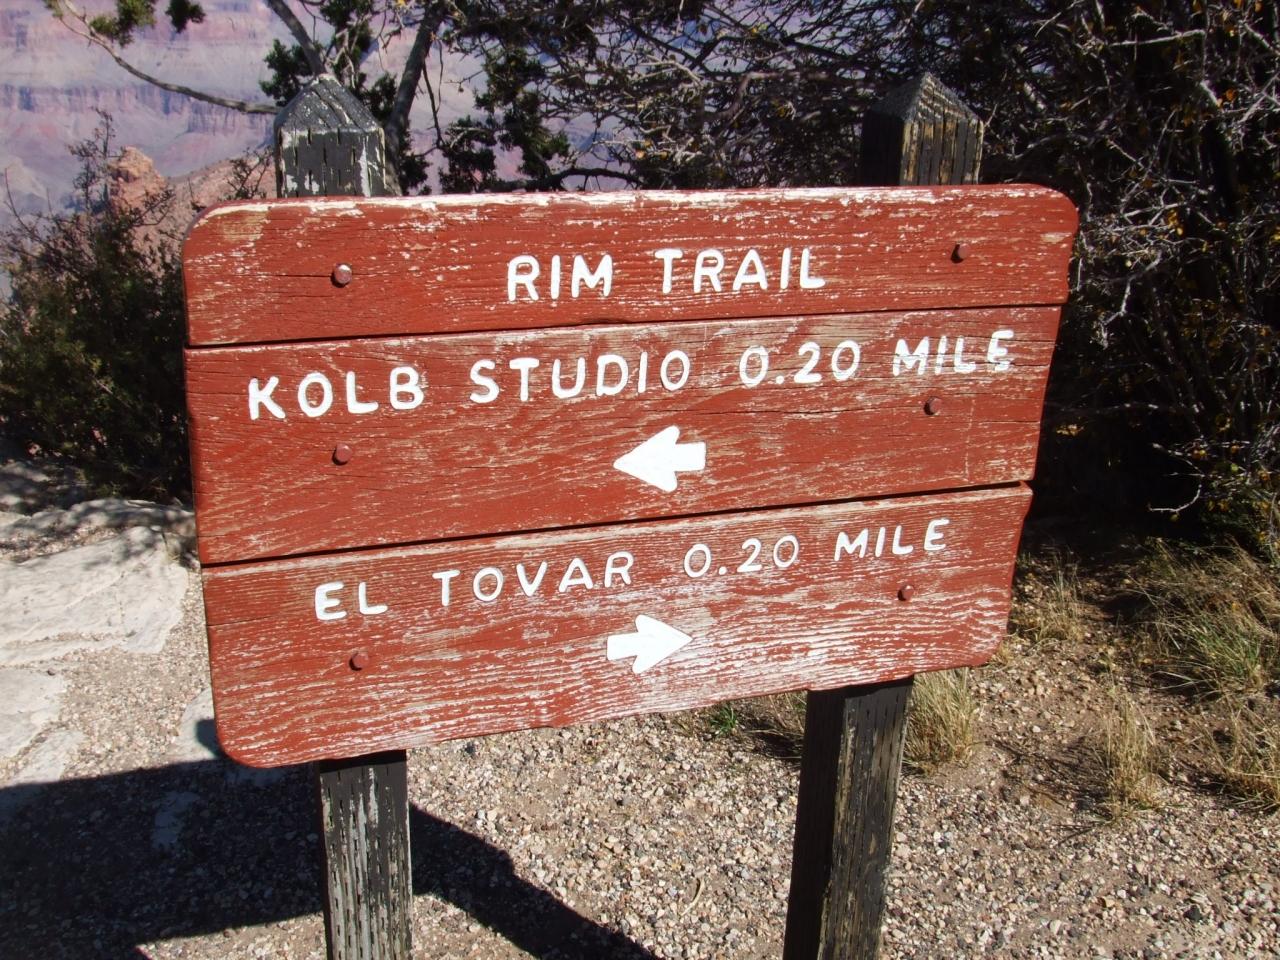 RIM TRAIL
KOLB STUDIO 0.20 MILE
EL TOVAR 0.20 MILE